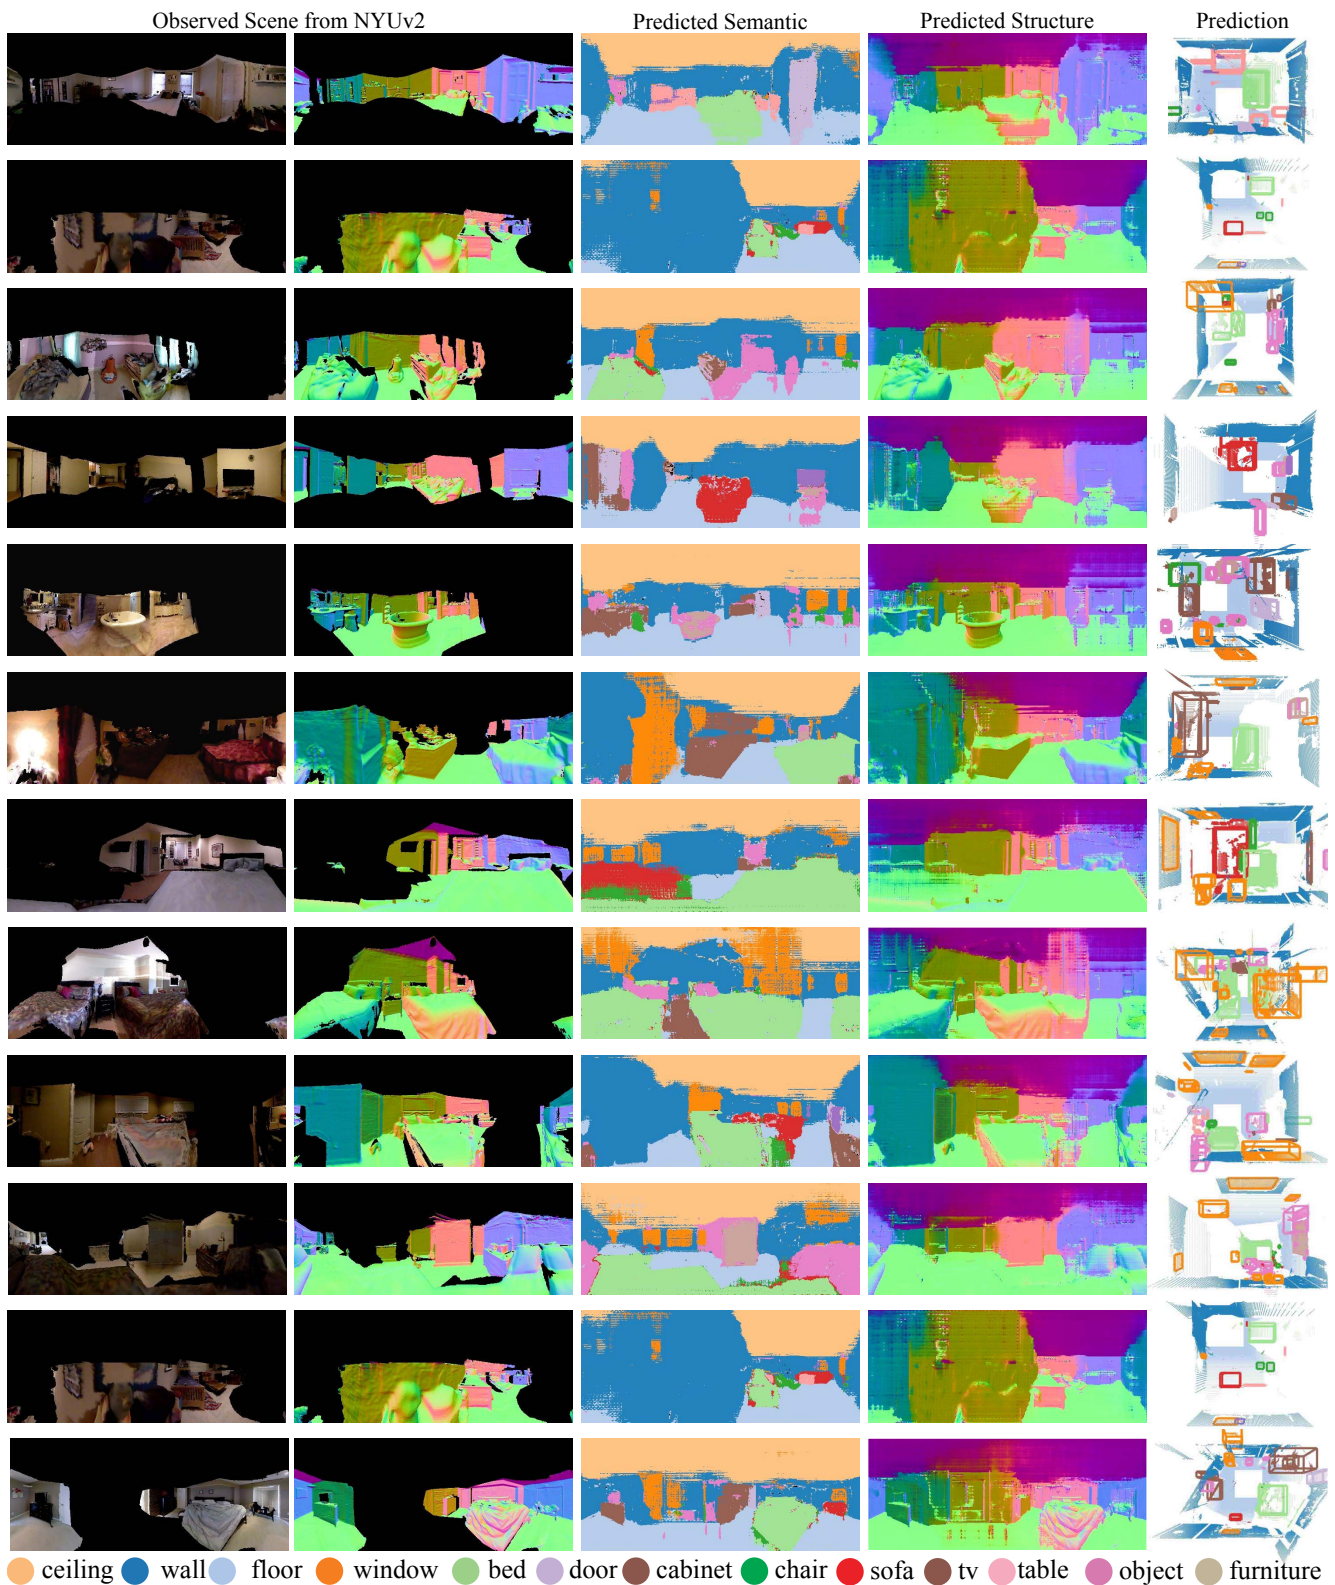 Observed Scene from NYUv2 Predicted Semantic Predicted Structure Prediction
ceiling wall floor window bed door cabinet chair sofa tv table object furniture